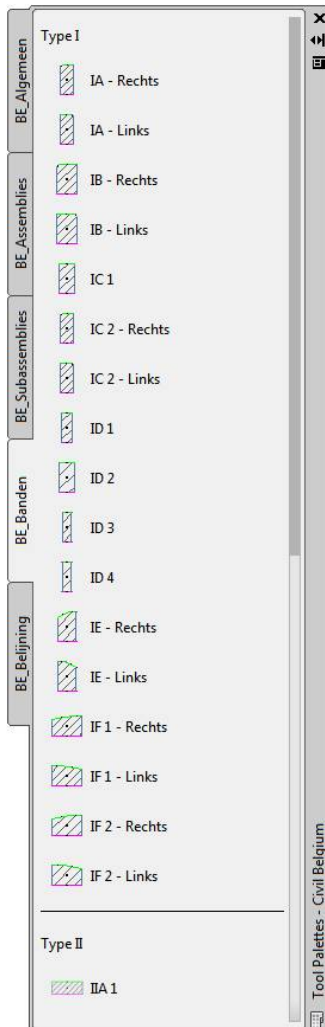 BE_Algemeen
BE_Assemblies
BE_Subassemblies
BE_Banden
BE_Belijning
Type I
IA - Rechts
IA - Links
IB - Rechts
IB - Links
IC 1
IC 2 - Rechts
IC 2 - Links
ID 1
ID 2
ID 3
ID 4
IE - Rechts
IE - Links
IF 1 - Rechts
IF 1 - Links
IF 2 - Rechts
IF 2 - Links
Type II
IIA 1
Tool Palettes - Civil Belgium